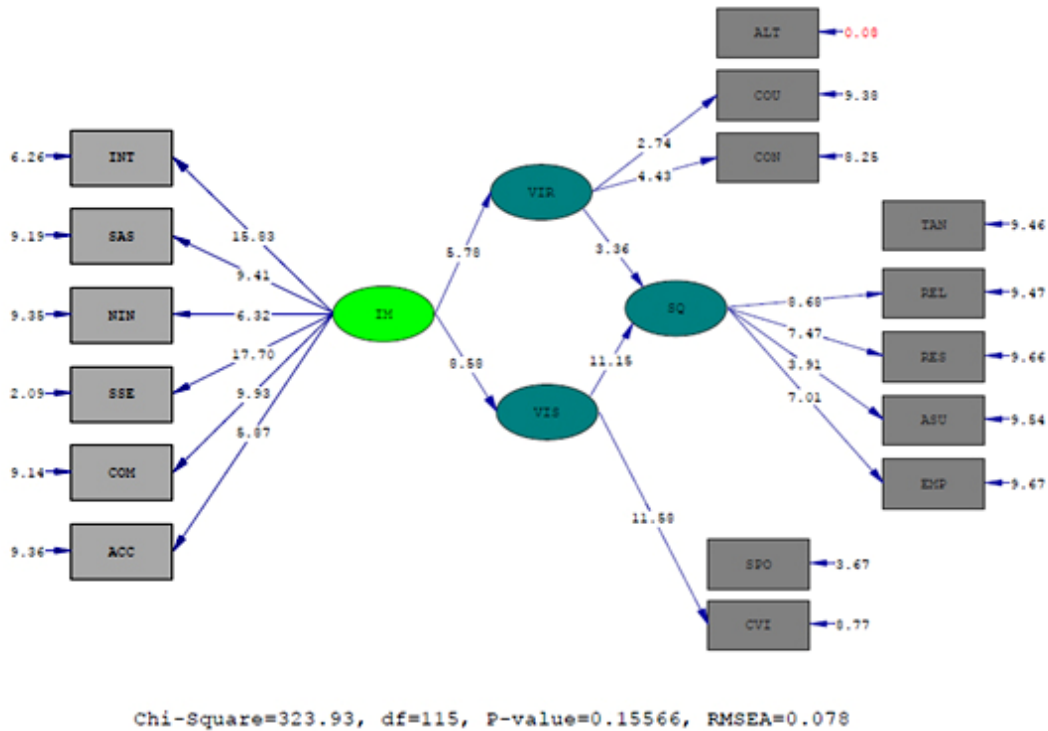 ALT 0.08
COU 9.38
2.74
CON 8.25
4.43
6.26 INT
VIR
TAN 9.46
9.19 SAS
15.83
5.78
3.36
9.41
REL 9.47
8.68
9.35 NIN
6.32
IM
SQ
7.47
RES 9.66
17.70
8.58
11.15
3.91
2.09 SSE
9.93
7.01
VIS
ASU 9.54
5.87
9.14 COM
EMP 9.67
11.58
9.36 ACC
SPO 3.67
CVI 8.77
Chi-Square=323.93, df=115, P-value=0.15566, RMSEA=0.078